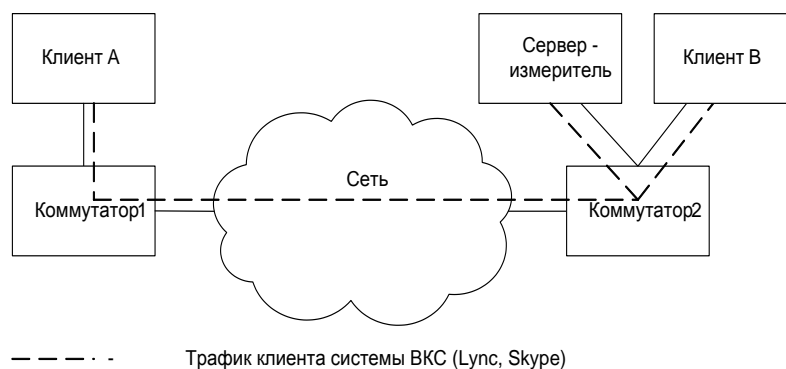 Клиент А
Сервер -
измеритель
Клиент В
Сеть
Коммутатор1
Коммутатор2
Трафик клиента системы ВКС (Lync, Skype)